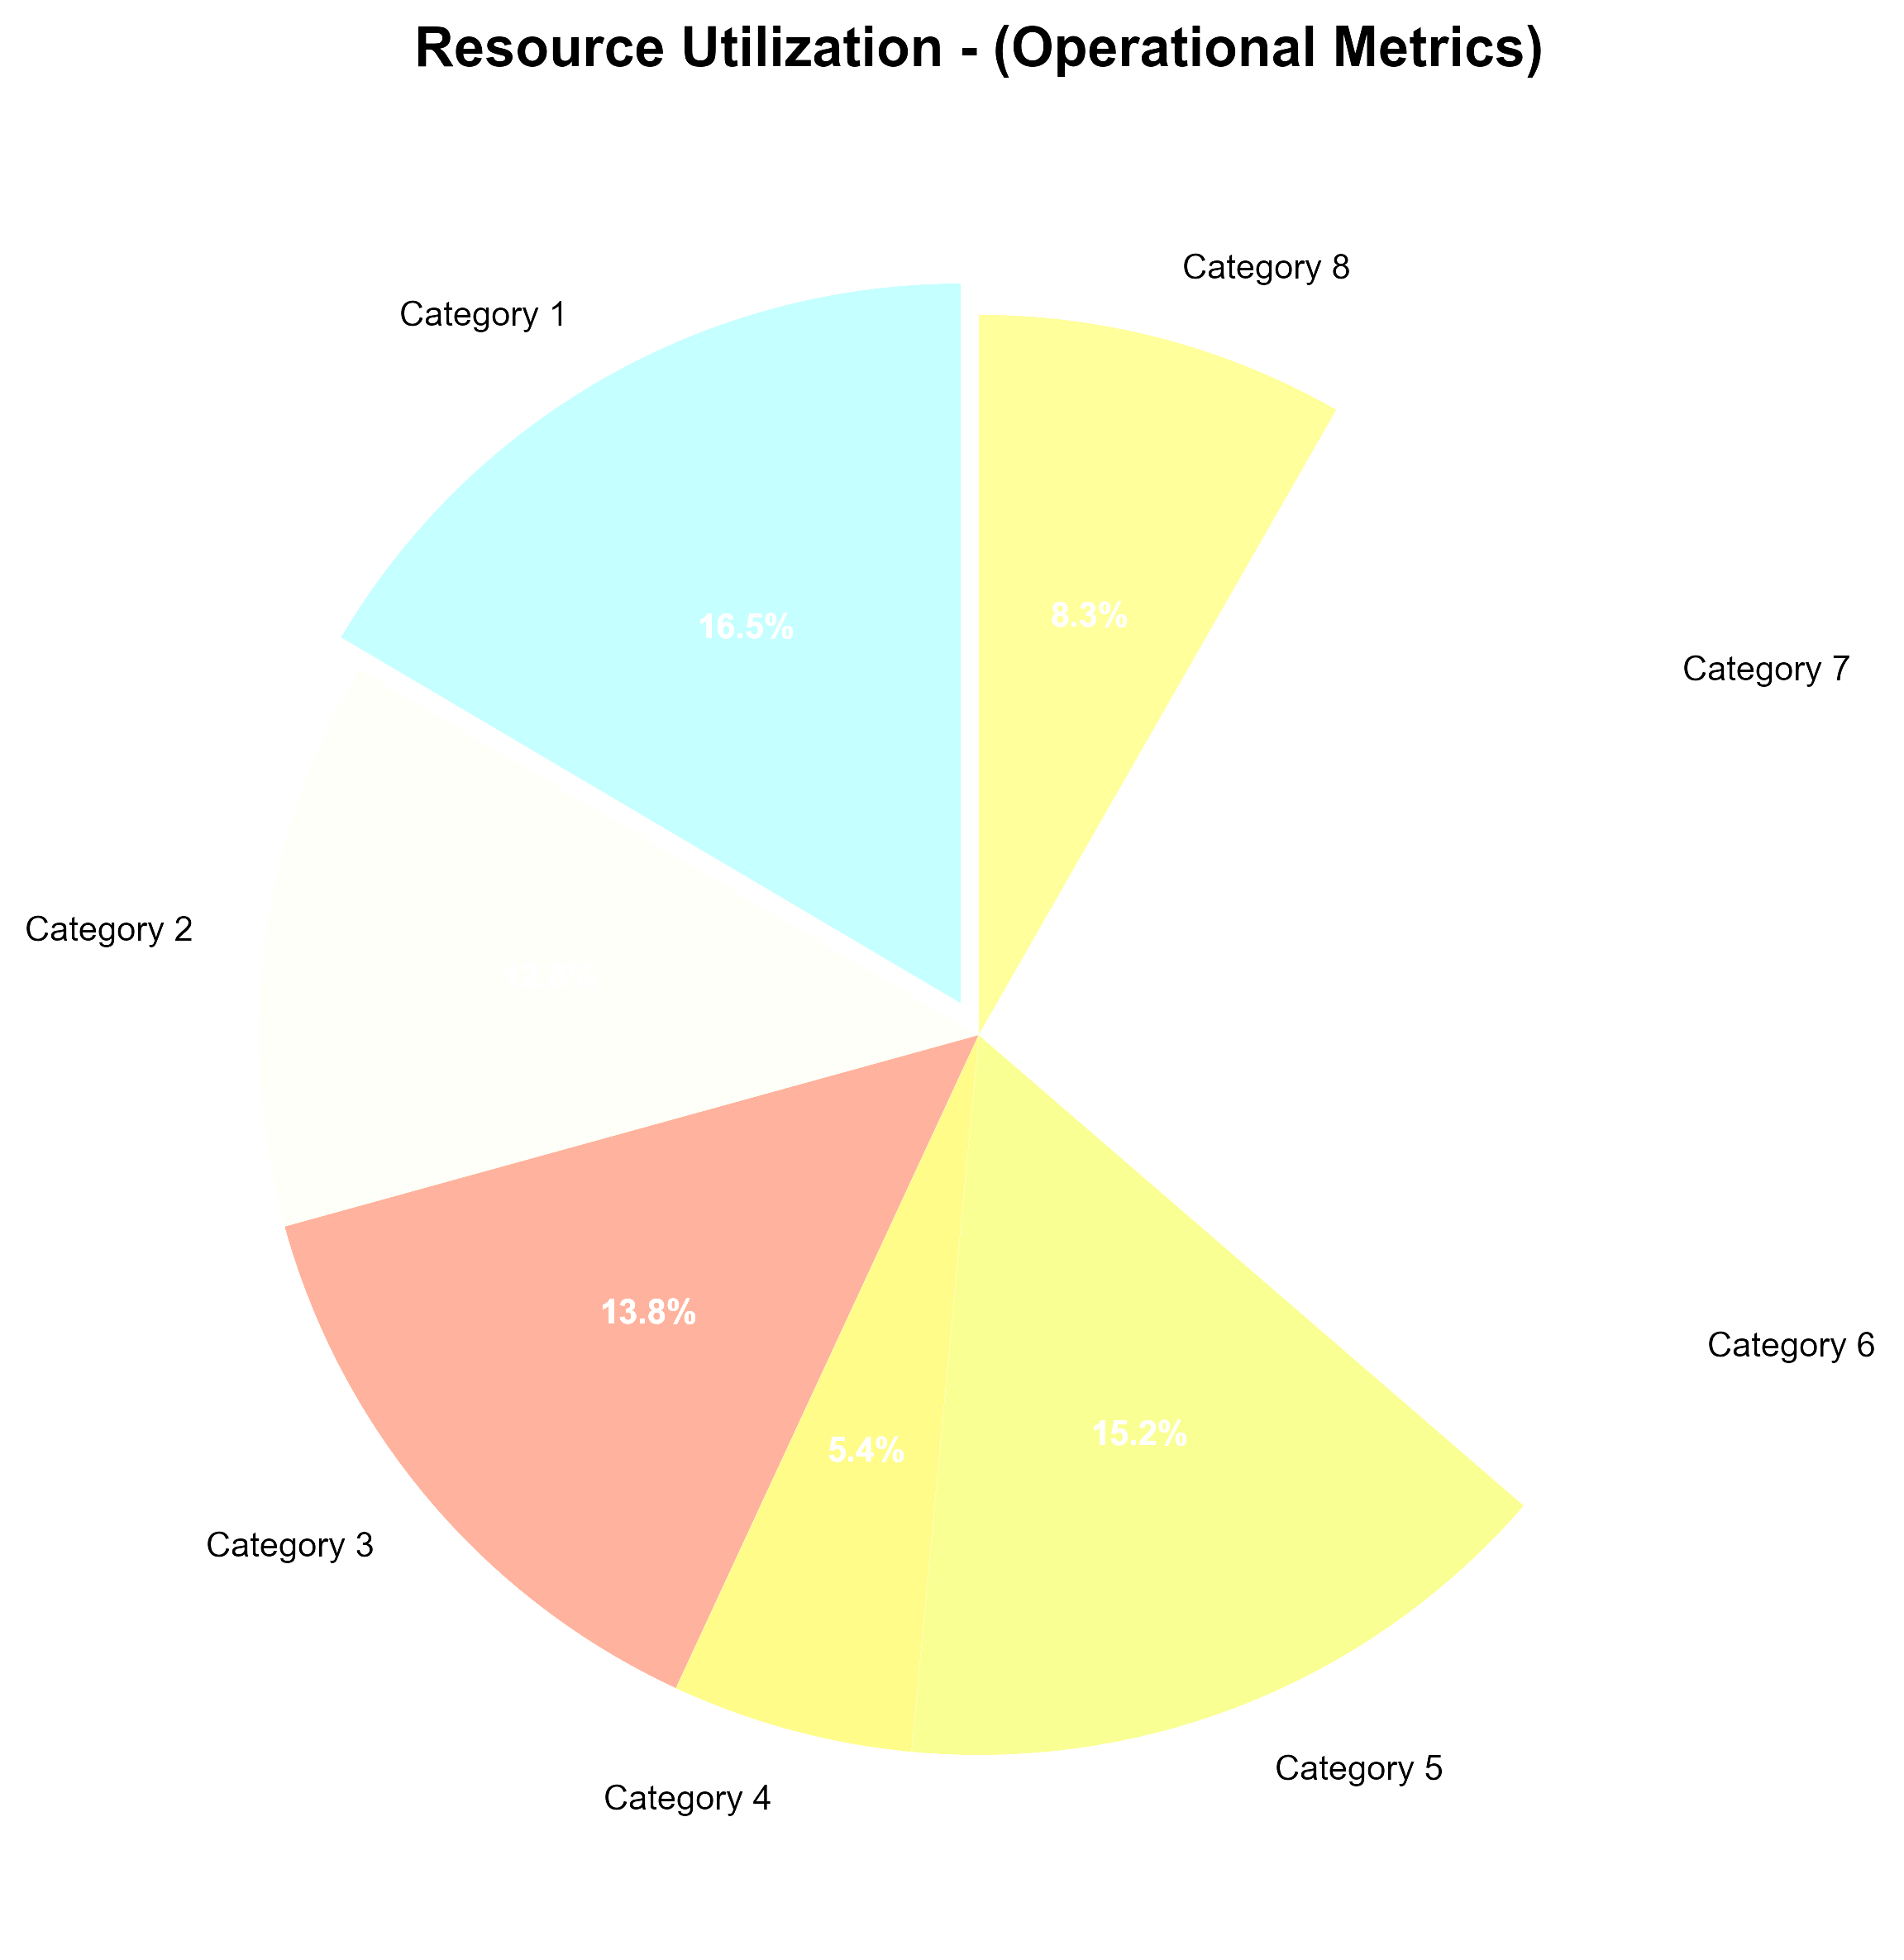 Resource Utilization - (Operational Metrics)
Category 8
Category 1
8.3%
16.5%
Category 7
Category 2
13.8%
Category 6
15.2%
5.4%
Category 3
Category 5
Category 4